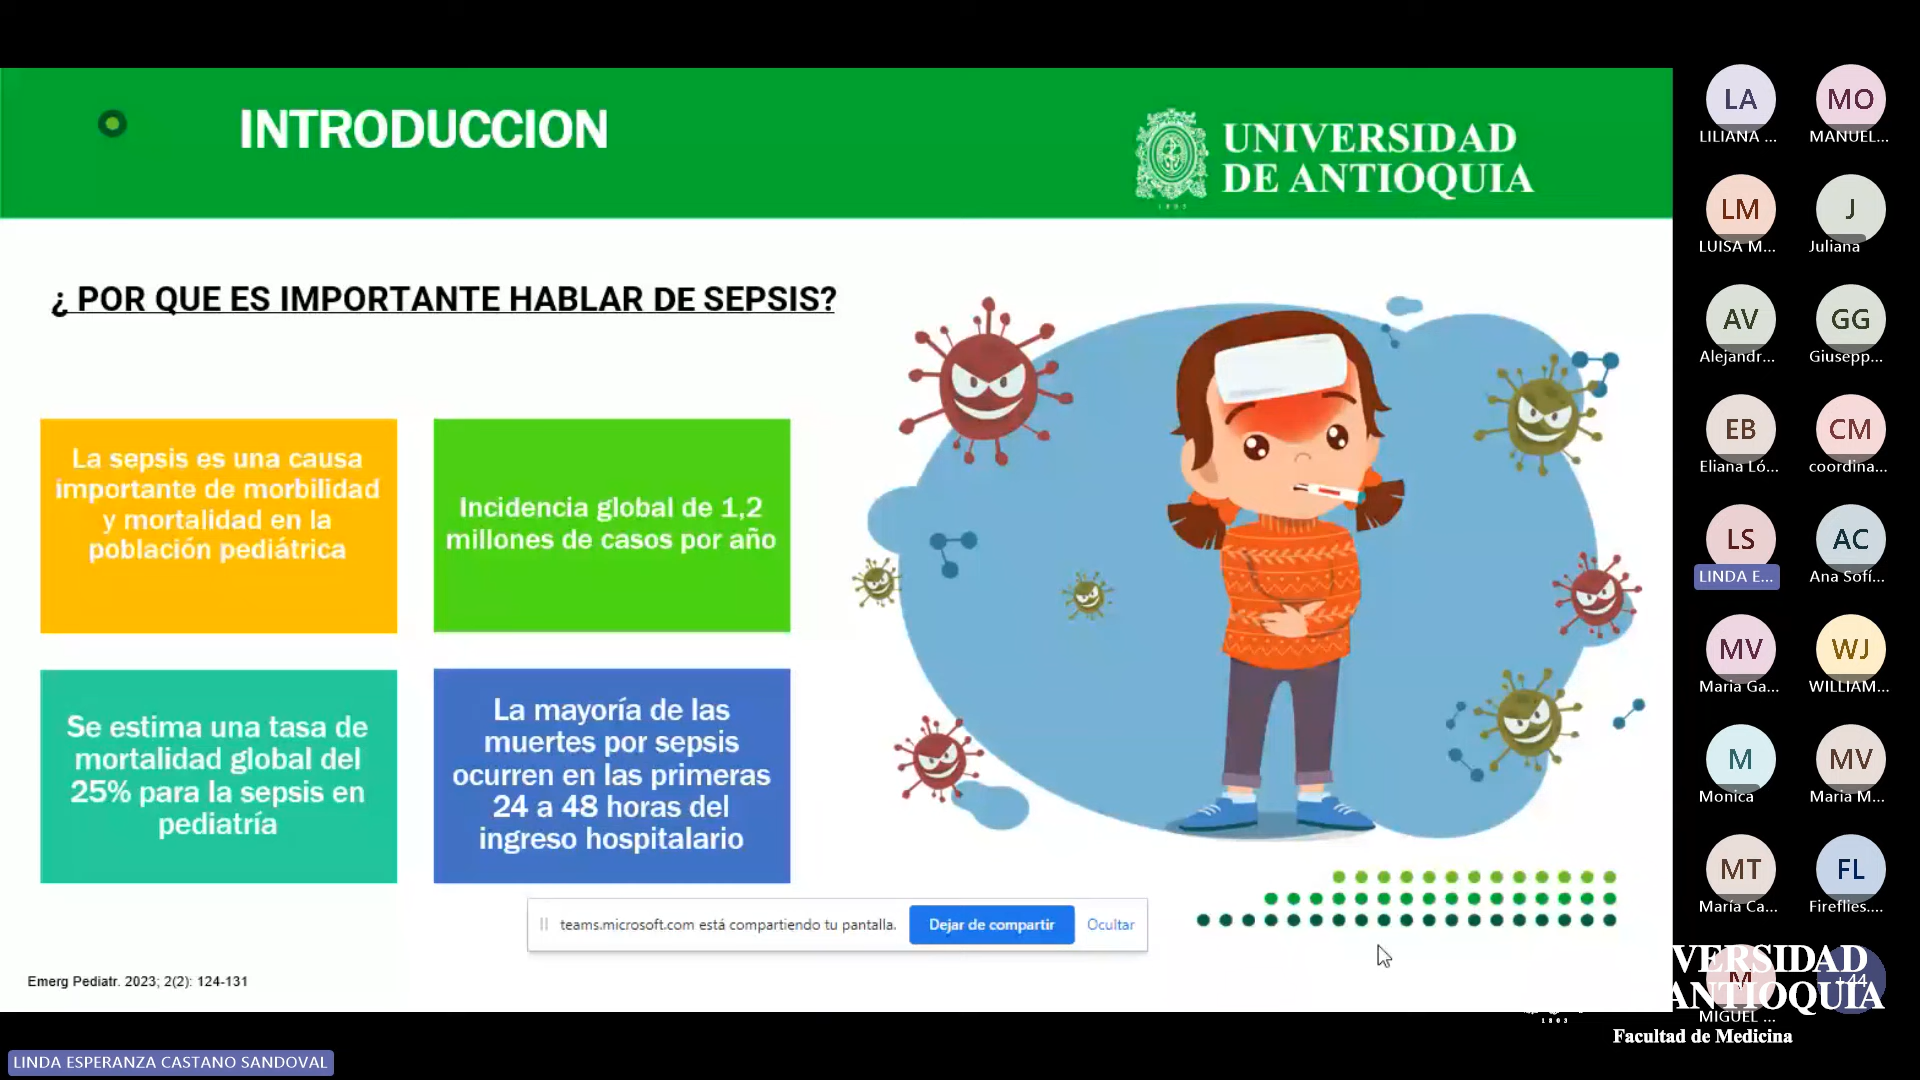 INTRODUCCION
UNIVERSIDAD
DE ANTIOQUIA
1803
¿ POR QUE ES IMPORTANTE HABLAR DE SEPSIS?
La sepsis es una causa
importante de morbilidad
y mortalidad en la
población pediátrica
Incidencia global de 1,2
millones de casos por año
Se estima una tasa de
mortalidad global del
25% para la sepsis en
pediatría
La mayoría de las
muertes por sepsis
ocurren en las primeras
24 a 48 horas del
ingreso hospitalario
teams.microsoft.com está compartiendo tu pantalla.
Dejar de compartir
Ocultar
Emerg Pediatr. 2023; 2(2): 124-131
LINDA ESPERANZA CASTANO SANDOVAL
LA
LILIANA ...
MO
MANUEL...
LM
LUISA M...
J
Juliana
AV
Alejandr...
GG
Giusepp...
EB
Eliana Ló...
CM
coordina...
LS
LINDA E...
AC
Ana Sofí...
MV
Maria Ga...
WJ
WILLIAM...
M
Monica
MV
Maria M...
MT
María Ca...
FL
Fireflies....
M
MIGUEL ...
+44
VERSIDAD
ANTIOQUIA
1803
Facultad de Medicina